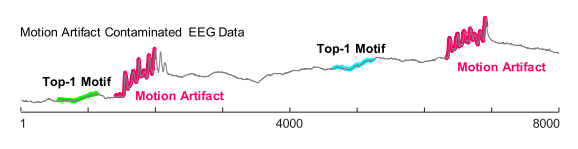 Motion Artifact Contaminated EEG Data
Top-1 Motif
Top-1 Motif
Motion Artifact
Motion Artifact
1
4000
8000